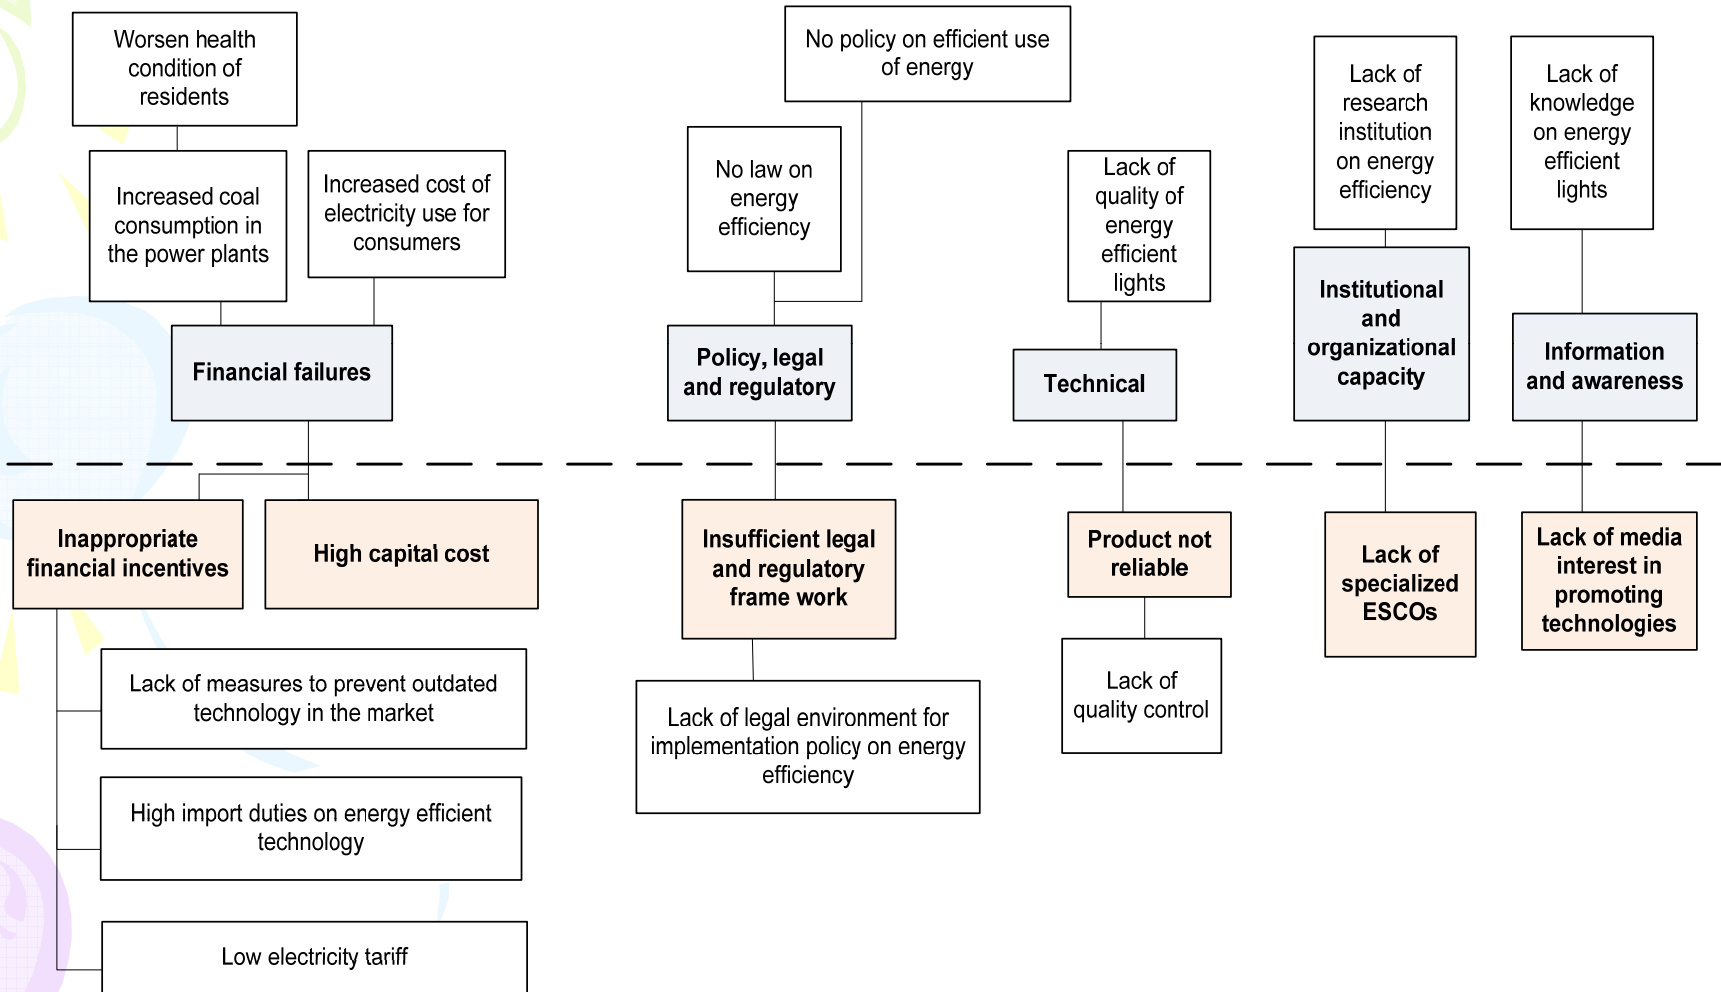 Worsen health
condition of
residents
Increased coal
consumption in
the power plants
Increased cost of
electricity use for
consumers
Financial failures
No policy on efficient use
of energy
No law on
energy
efficiency
Policy, legal
and regulatory
Lack of
quality of
energy
efficient
lights
Technical
Lack of
research
institution
on energy
efficiency
Institutional
and
organizational
capacity
Lack of
knowledge
on energy
efficient
lights
Information
and awareness
Inappropriate
financial incentives
High capital cost
Lack of measures to prevent outdated
technology in the market
High import duties on energy efficient
technology
Low electricity tariff
Insufficient legal
and regulatory
frame work
Lack of legal environment for
implementation policy on energy
efficiency
Product not
reliable
Lack of
quality control
Lack of
specialized
ESCOs
Lack of media
interest in
promoting
technologies